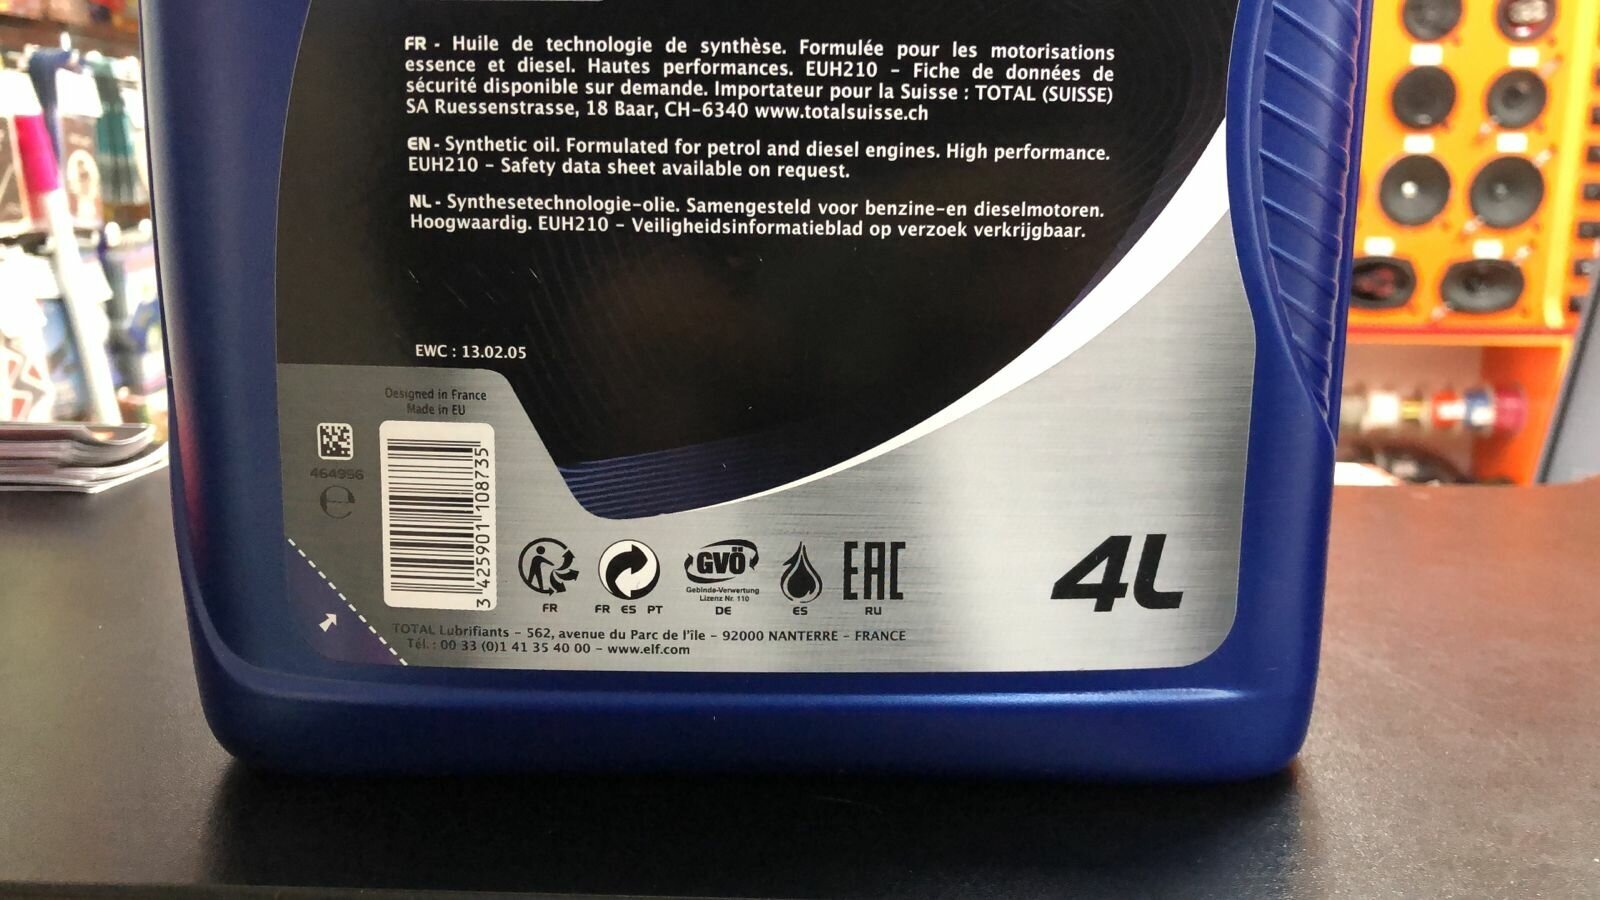 FR - Huile de technologie de synthèse. Formulée pour les motorisations
essence et diesel. Hautes performances. EUH210 – Fiche de données de
sécurité disponible sur demande. Importateur pour la Suisse : TOTAL (SUISSE)
SA Ruessenstrasse, 18 Baar, CH-6340 www.totalsuisse.ch
EN - Synthetic oil. Formulated for petrol and diesel engines. High performance.
EUH210 – Safety data sheet available on request.
NL - Synthesetechnologie-olie. Samengesteld voor benzine-en dieselmotoren.
Hoogwaardig. EUH210 – Veiligheidsinformatieblad op verzoek verkrijgbaar.
EWC : 13.02.05
Designed in France
Made in EU
464996
e
3 425901 108735
GVÖ
Gebinde-Verwertung
Lizenz Nr. 110
EAC
FR
FR ES PT
DE
ES
RU
4L
TOTAL Lubrifiants – 562, avenue du Parc de l'île – 92000 NANTERRE – FRANCE
Tél. : 00 33 (0)1 41 35 40 00 – www.elf.com